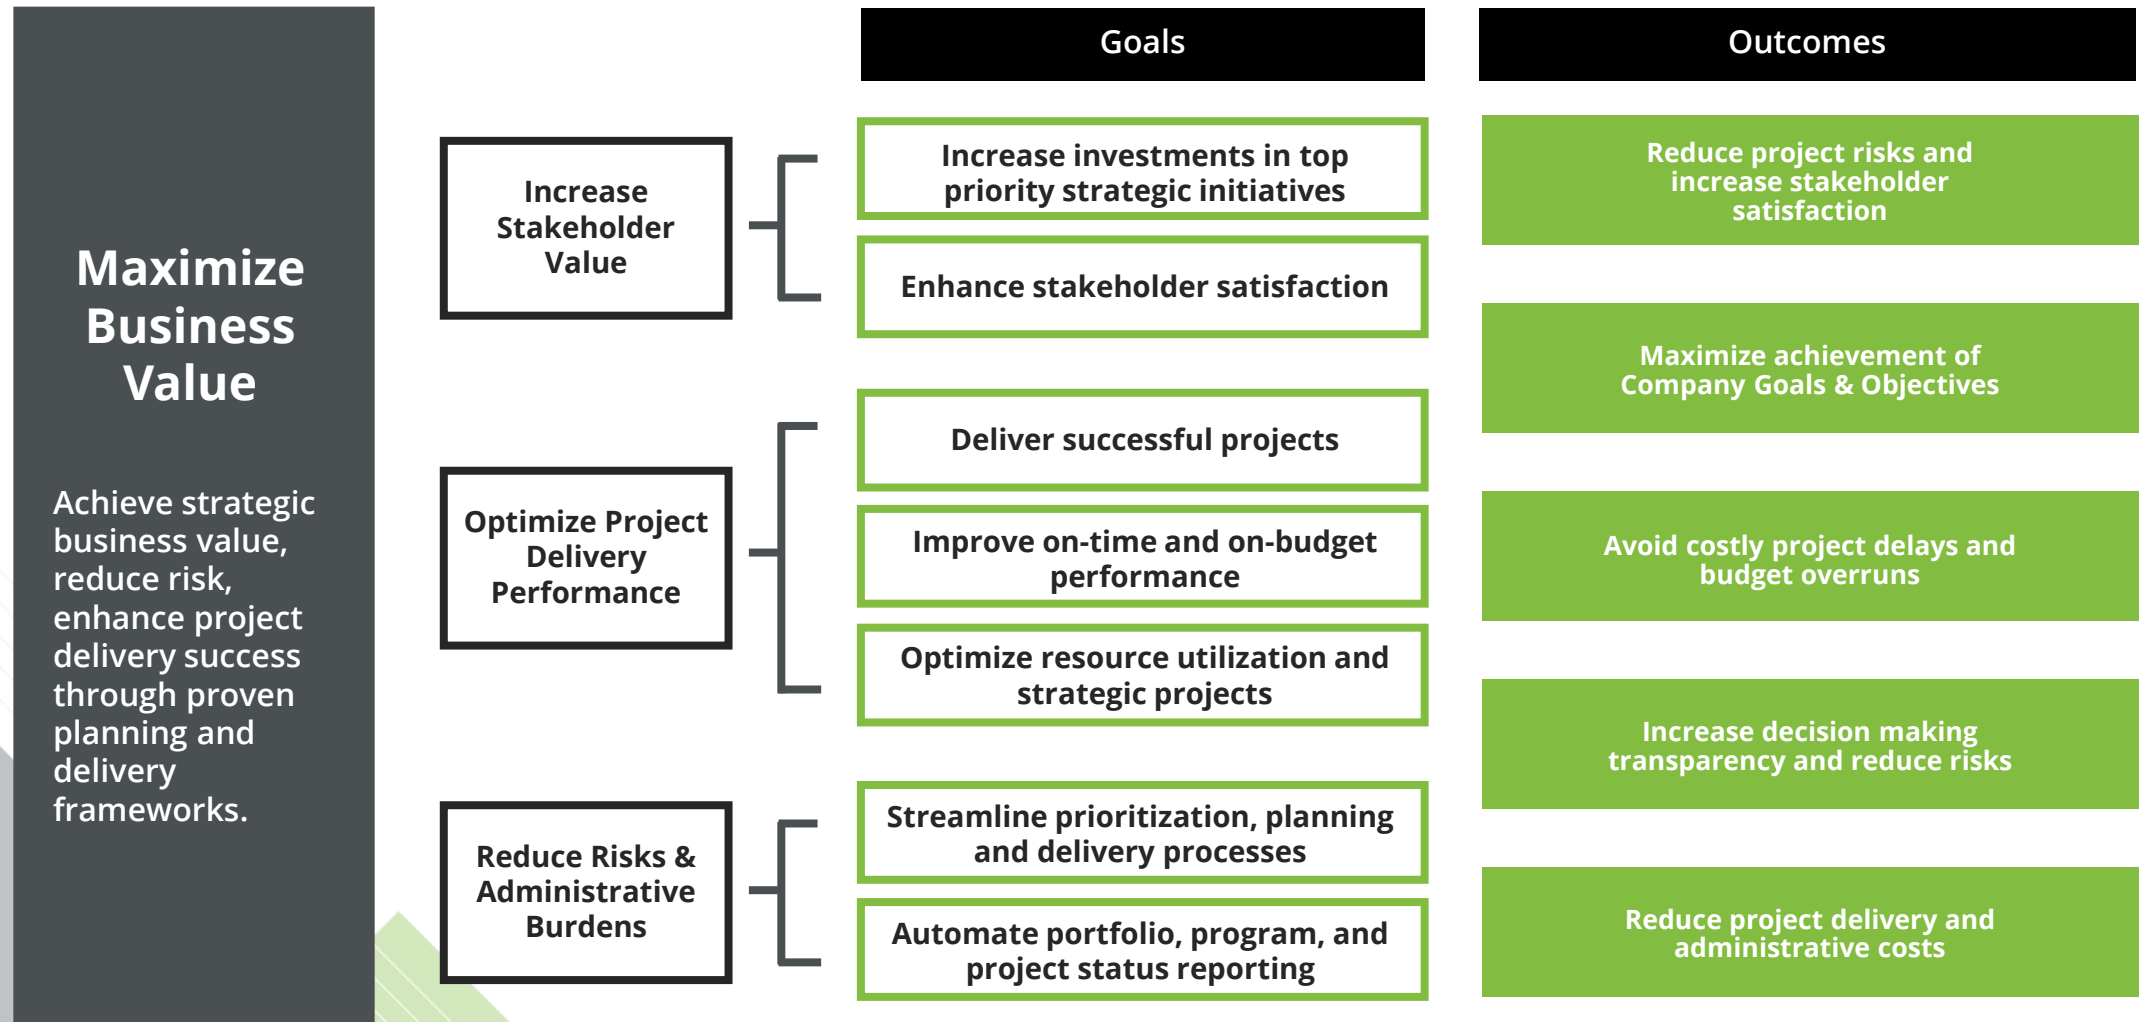 Maximize
Business
Value
Achieve strategic
business value,
reduce risk,
enhance project
delivery success
through proven
planning and
delivery
frameworks.
Goals
Outcomes
Increase
Stakeholder
Value
Increase investments in top
priority strategic initiatives
Enhance stakeholder satisfaction
Optimize Project
Delivery
Performance
Deliver successful projects
Improve on-time and on-budget
performance
Optimize resource utilization and
strategic projects
Reduce Risks &
Administrative
Burdens
Streamline prioritization, planning
and delivery processes
Automate portfolio, program, and
project status reporting
Reduce project risks and
increase stakeholder
satisfaction
Maximize achievement of
Company Goals & Objectives
Avoid costly project delays and
budget overruns
Increase decision making
transparency and reduce risks
Reduce project delivery and
administrative costs